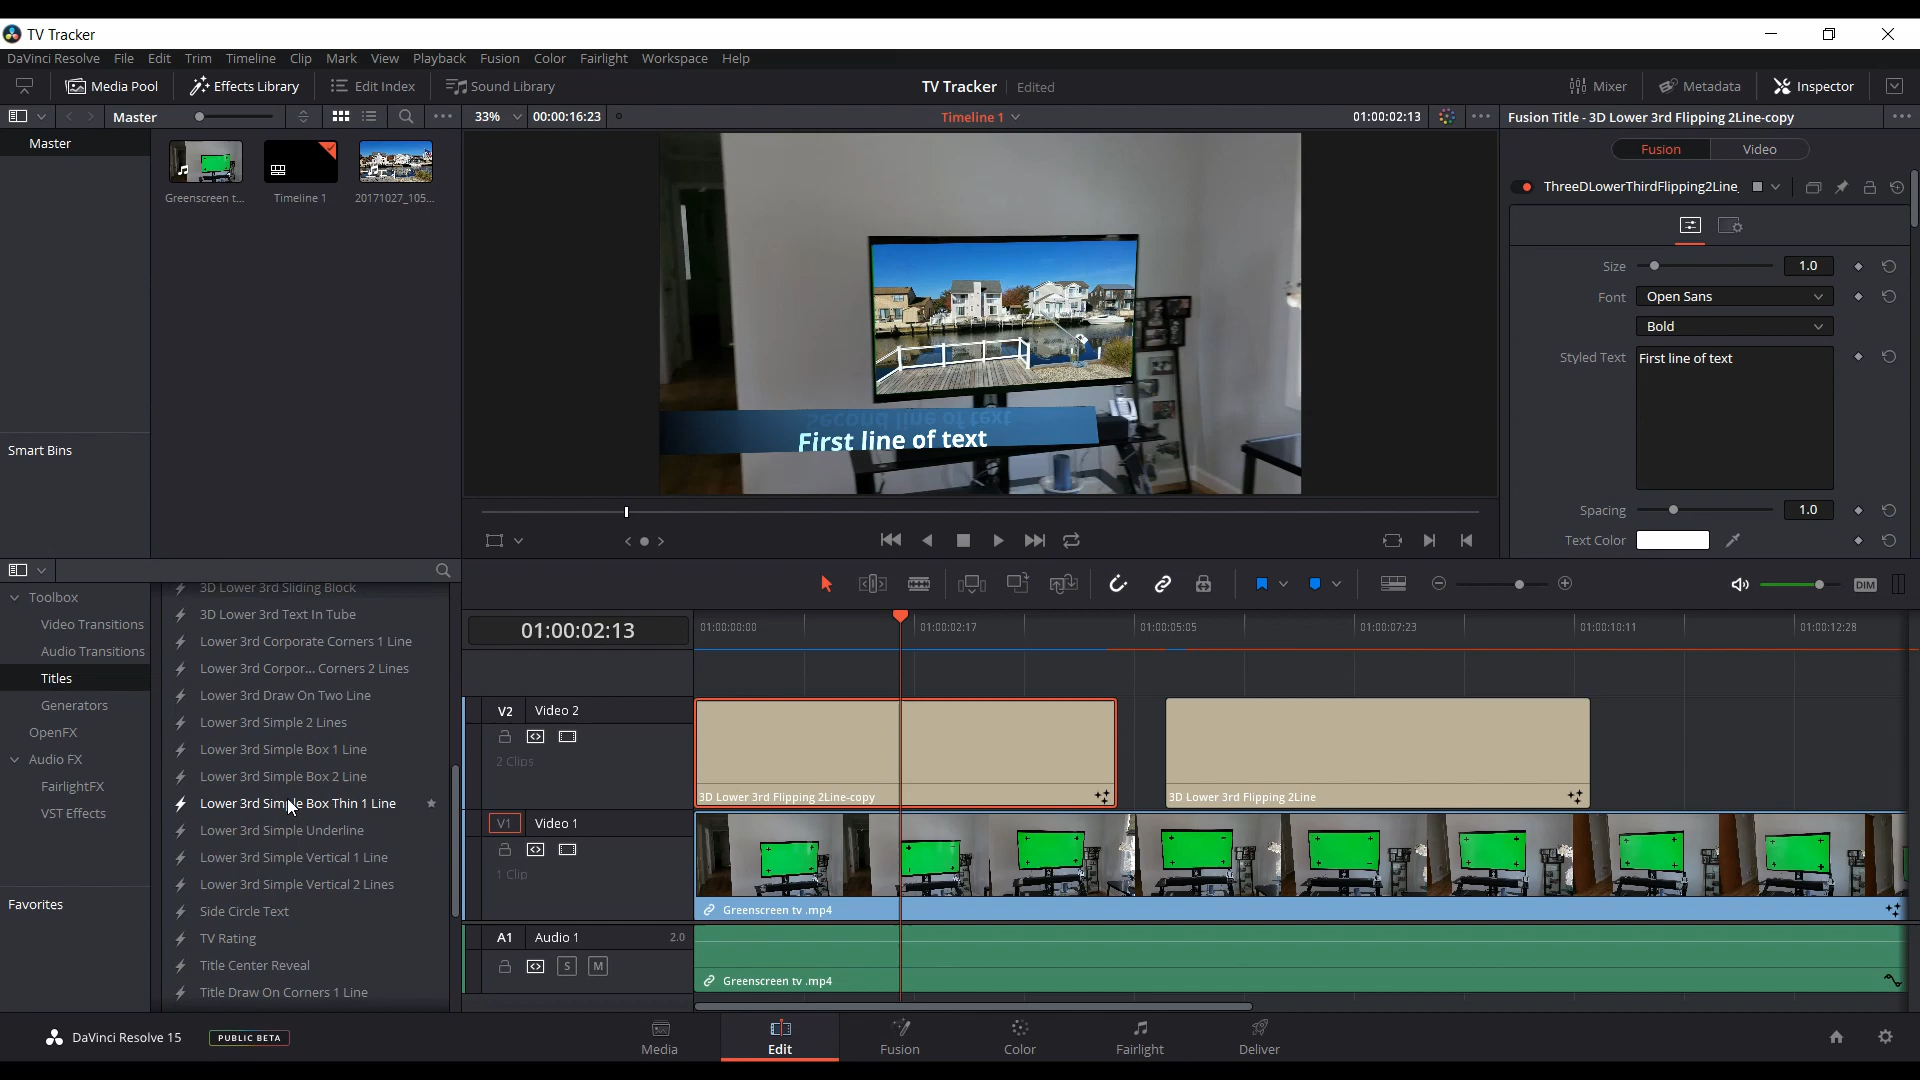 TV Tracker
DaVinci Resolve File Edit Trim Timeline Clip Mark View Playback Fusion Color Fairlight Workspace Help
Media Pool Effects Library Edit Index Sound Library TV Tracker Edited Mixer Metadata Inspector
Master 33% 00:00:16:23 Timeline 1 01:00:02:13 Fusion Title - 3D Lower 3rd Flipping 2Line-copy
Master
Fusion Video
ThreeDLowerThirdFlipping2Line
Greenscreen t... Timeline 1 20171027_105...
Size 1.0
Font Open Sans
Bold
Styled Text First line of text
Second line of text
First line of text
Smart Bins
Spacing 1.0
Text Color
Toolbox
Video Transitions
Audio Transitions
Titles
Generators
OpenFX
Audio FX
FairlightFX
VST Effects
Favorites
3D Lower 3rd Sliding Block
3D Lower 3rd Text In Tube
Lower 3rd Corporate Corners 1 Line
Lower 3rd Corpor... Corners 2 Lines
Lower 3rd Draw On Two Line
Lower 3rd Simple 2 Lines
Lower 3rd Simple Box 1 Line
Lower 3rd Simple Box 2 Line
Lower 3rd Simple Box Thin 1 Line
Lower 3rd Simple Underline
Lower 3rd Simple Vertical 1 Line
Lower 3rd Simple Vertical 2 Lines
Side Circle Text
TV Rating
Title Center Reveal
Title Draw On Corners 1 Line
DIM
01:00:02:13 01:00:00:00 01:00:02:17 01:00:05:05 01:00:07:23 01:00:10:11 01:00:12:28
V2 Video 2
2 Clips
3D Lower 3rd Flipping 2Line-copy 3D Lower 3rd Flipping 2Line
V1 Video 1
1 Clip
Greenscreen tv .mp4
A1 Audio 1 2.0
S M
Greenscreen tv .mp4
DaVinci Resolve 15 PUBLIC BETA Media Edit Fusion Color Fairlight Deliver